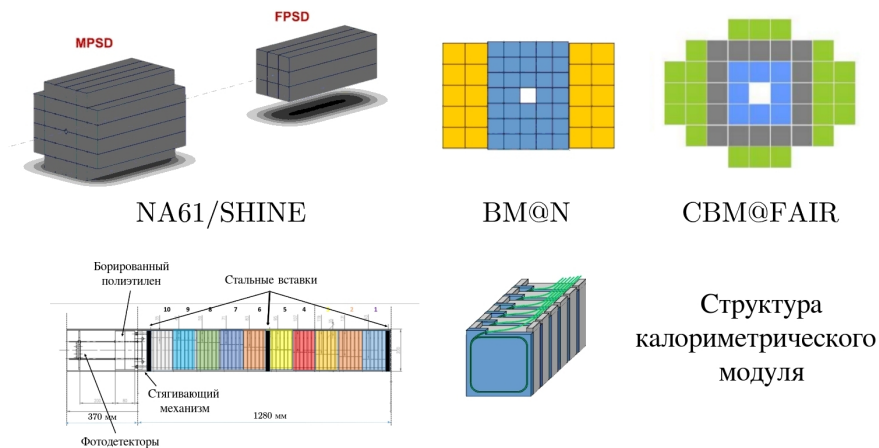 MPSD
FPSD
NA61/SHINE
BM@N
CBM@FAIR
Борированный
полиэтилен
Стальные вставки
10 9 8 7 6 5 4 2 1
Стягивающий
механизм
370 мм
1280 мм
Фотодетекторы
Структура
калориметрического
модуля